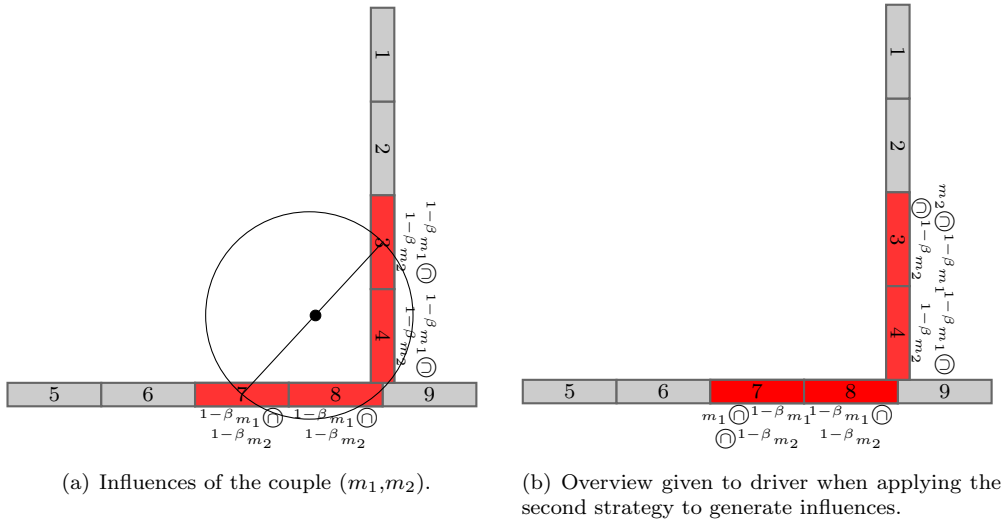 1
2
3
4
1−β m1 ∩
1−β m2
1−β m1 ∩
1−β m2
5 6 7 8 9
1−β m1 ∩ 1−β m1 ∩
1−β m2 1−β m2
(a) Influences of the couple (m1,m2).
1
2
3
4
m2 ∩ 1−β m1
∩ 1−β m2
1−β m1 ∩
1−β m2
5 6 7 8 9
m1 ∩ 1−β m1 1−β m1 ∩
∩ 1−β m2 1−β m2
(b) Overview given to driver when applying the
second strategy to generate influences.